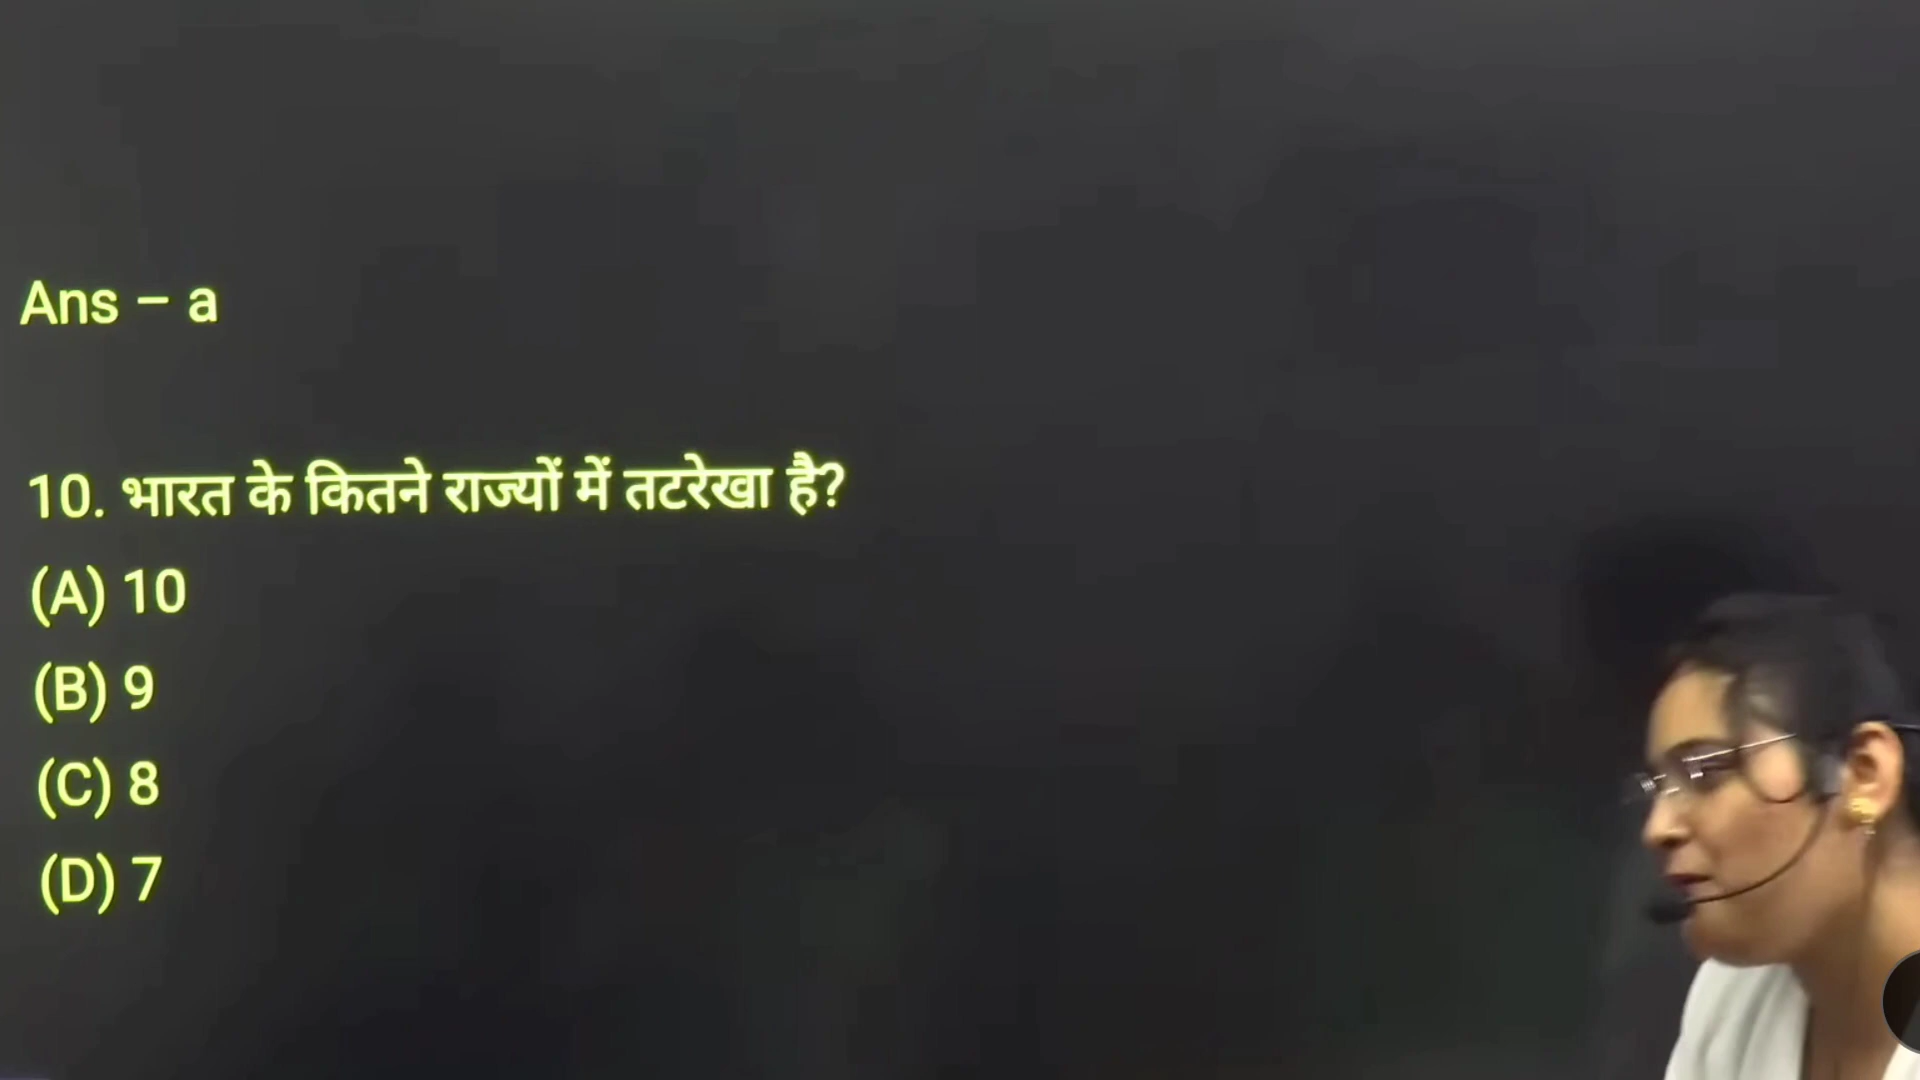 Ans – a
10. भारत के कितने राज्यों में तटरेखा है?
(A) 10
(B) 9
(C) 8
(D) 7